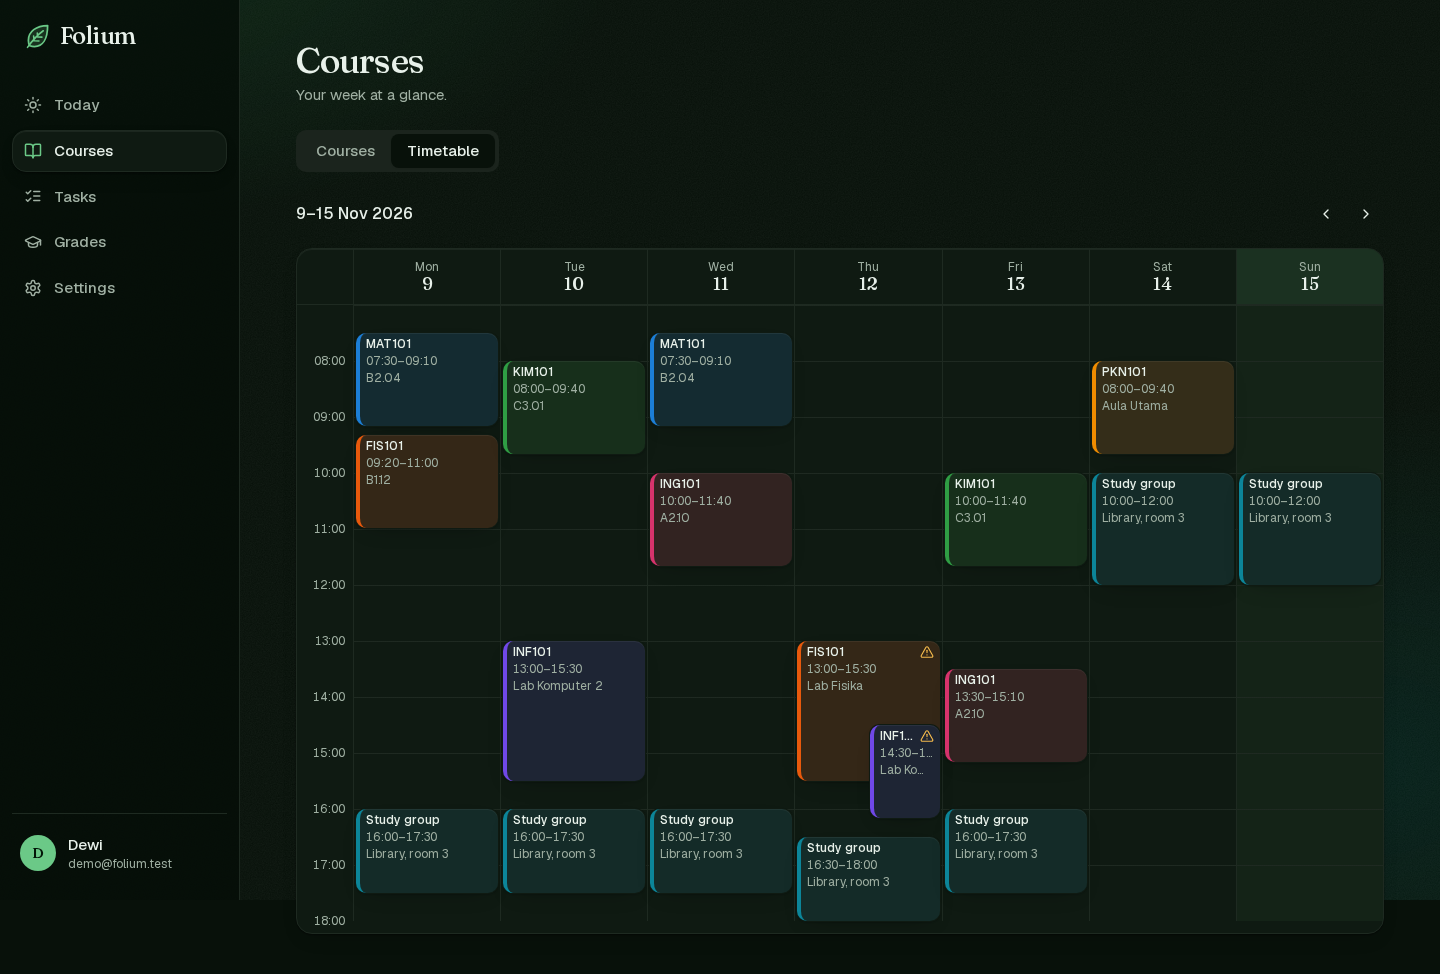 Folium
Today
Courses
Tasks
Grades
Settings
Dewi
D
demo@folium.test
Courses
Your week at a glance.
Courses
Timetable
9–15 Nov 2026
Mon
9
Tue
10
Wed
11
Thu
12
Fri
13
Sat
14
Sun
15
08:00
09:00
10:00
11:00
12:00
13:00
14:00
15:00
16:00
17:00
18:00
MAT101
07:30–09:10
B2.04
FIS101
09:20–11:00
B1.12
Study group
16:00–17:30
Library, room 3
KIM101
08:00–09:40
C3.01
INF101
13:00–15:30
Lab Komputer 2
Study group
16:00–17:30
Library, room 3
MAT101
07:30–09:10
B2.04
ING101
10:00–11:40
A2.10
Study group
16:00–17:30
Library, room 3
FIS101
13:00–15:30
Lab Fisika
INF1...
14:30–1...
Lab Ko...
Study group
16:30–18:00
Library, room 3
KIM101
10:00–11:40
C3.01
ING101
13:30–15:10
A2.10
Study group
16:00–17:30
Library, room 3
PKN101
08:00–09:40
Aula Utama
Study group
10:00–12:00
Library, room 3
Study group
10:00–12:00
Library, room 3